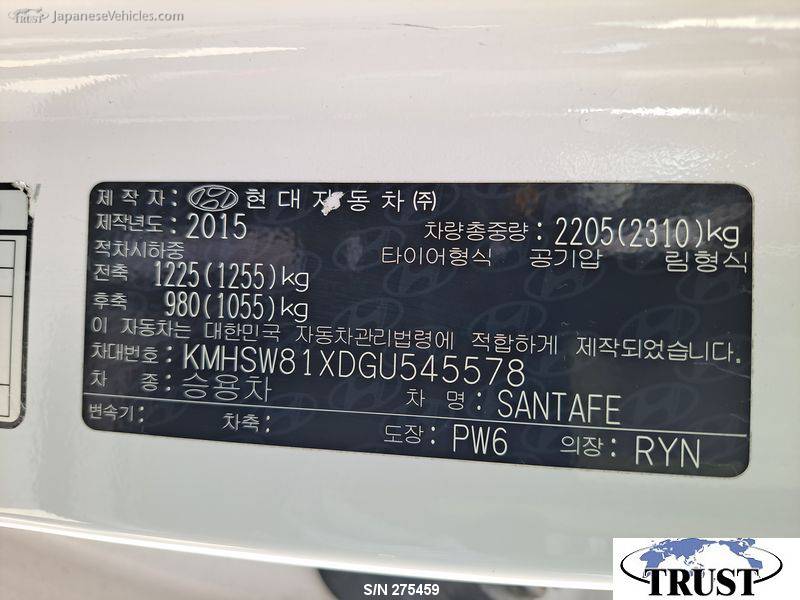 TRUST JapaneseVehicles.com
제 작 자 : 현 대 자 동 차 ㈜
제작년도 : 2015 차량총중량 : 2205(2310)kg
적차시하중 타이어형식 공기압 림형식
전축 1225(1255)kg
후축 980(1055)kg
이 자동차는 대한민국 자동차관리법령에 적합하게 제작되었습니다.
차대번호 : KMHSW81XDGU545578
차 종 : 승용차 차 명 : SANTAFE
변속기 : 차축 : 도장 : PW6 의장 : RYN
TRUST
S/N 275459